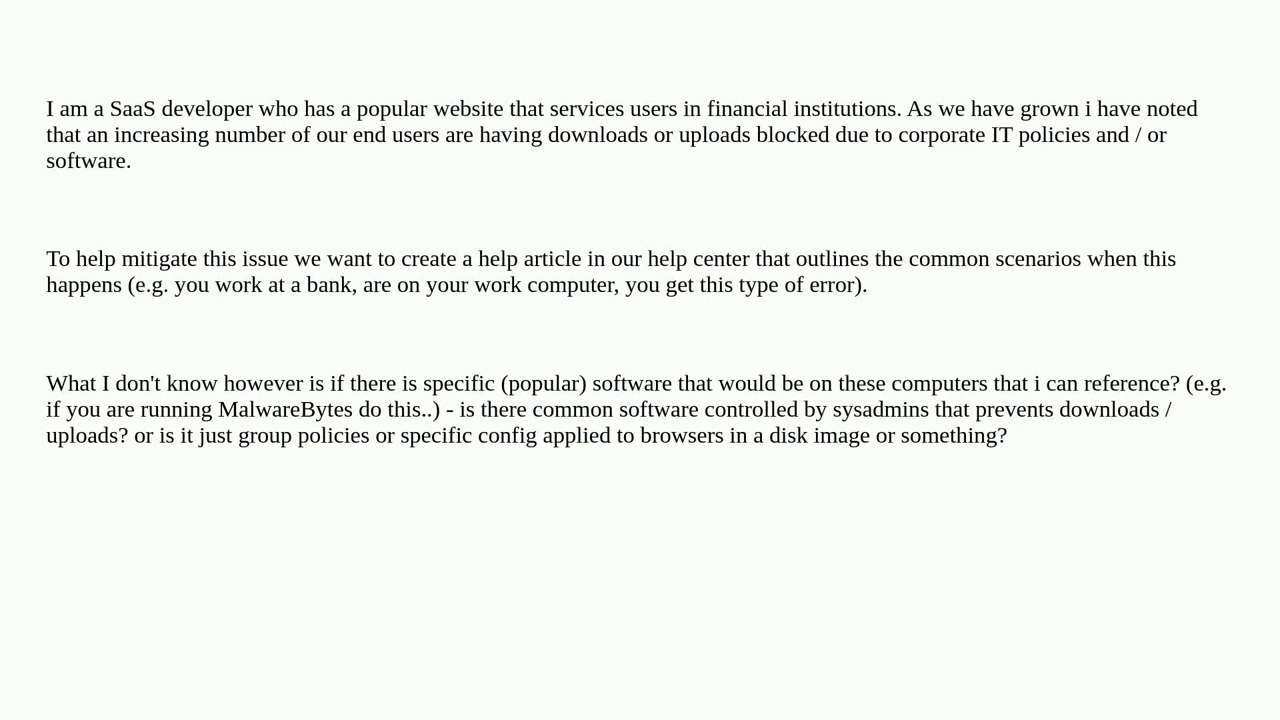 I am a SaaS developer who has a popular website that services users in financial institutions. As we have grown i have noted
that an increasing number of our end users are having downloads or uploads blocked due to corporate IT policies and / or
software.
To help mitigate this issue we want to create a help article in our help center that outlines the common scenarios when this
happens (e.g. you work at a bank, are on your work computer, you get this type of error).
What I don't know however is if there is specific (popular) software that would be on these computers that i can reference? (e.g.
if you are running MalwareBytes do this..) - is there common software controlled by sysadmins that prevents downloads /
uploads? or is it just group policies or specific config applied to browsers in a disk image or something?